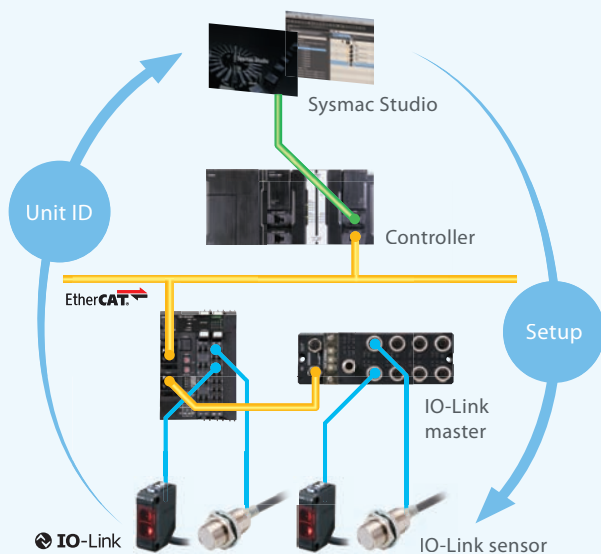 Sysmac Studio
Unit ID
Controller
EtherCAT®
Setup
IO-Link
master
IO-Link
IO-Link sensor